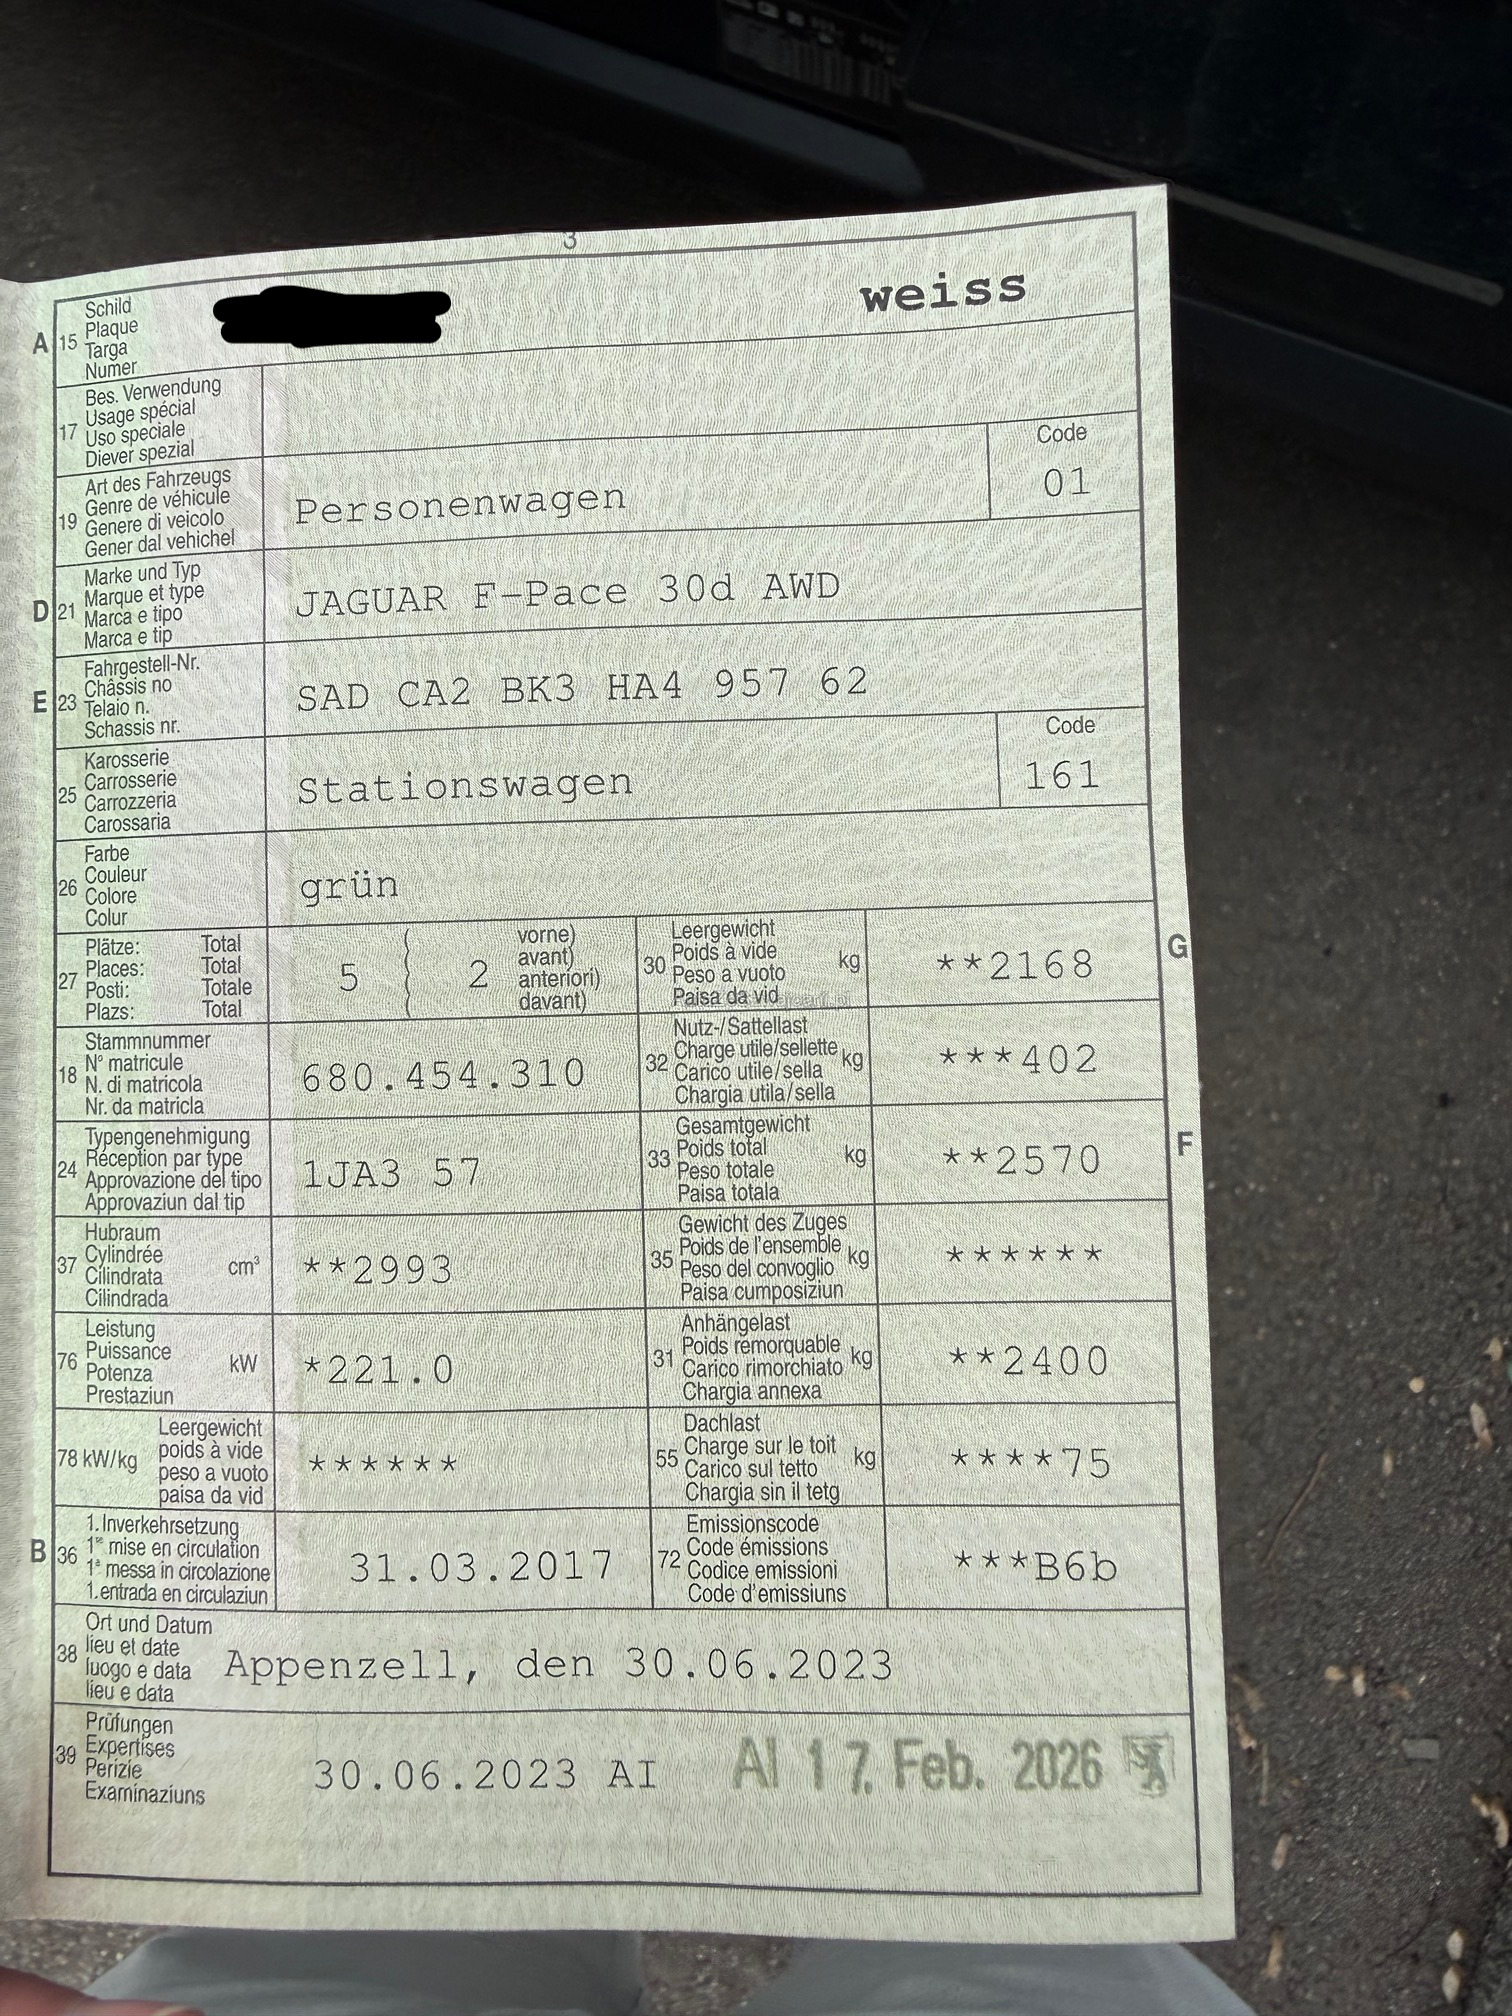 3
A 15 Schild
Plaque
Targa
Numer
weiss
17 Bes. Verwendung
Usage spécial
Uso speciale
Diever spezial
19 Art des Fahrzeugs
Genre de véhicule
Genere di veicolo
Gener dal vehichel
Personenwagen
Code
01
D 21 Marke und Typ
Marque et type
Marca e tipo
Marca e tip
JAGUAR F-Pace 30d AWD
E 23 Fahrgestell-Nr.
Châssis no
Telaio n.
Schassis nr.
SAD CA2 BK3 HA4 957 62
25 Karosserie
Carrosserie
Carrozzeria
Carossaria
Stationswagen
Code
161
26 Farbe
Couleur
Colore
Colur
grün
27 Plätze: Total
Places: Total
Posti: Totale
Plazs: Total
5 2 vorne)
avant)
anteriori)
davant)
30 Leergewicht
Poids à vide kg
Peso a vuoto
Paisa da vid
**2168
G
18 Stammnummer
N° matricule
N. di matricola
Nr. da matricla
680.454.310
32 Nutz-/Sattellast
Charge utile/sellette kg
Carico utile/sella
Chargia utila/sella
***402
24 Typengenehmigung
Réception par type
Approvazione del tipo
Approvaziun dal tip
1JA3 57
33 Gesamtgewicht
Poids total kg
Peso totale
Paisa totala
**2570
F
37 Hubraum
Cylindrée cm³
Cilindrata
Cilindrada
**2993
35 Gewicht des Zuges
Poids de l'ensemble kg
Peso del convoglio
Paisa cumposiziun
******
76 Leistung
Puissance kW
Potenza
Prestaziun
*221.0
31 Anhängelast
Poids remorquable kg
Carico rimorchiato
Chargia annexa
**2400
78 kW/kg Leergewicht
poids à vide
peso a vuoto
paisa da vid
******
55 Dachlast
Charge sur le toit kg
Carico sul tetto
Chargia sin il tetg
****75
B 36 1. Inverkehrsetzung
1re mise en circulation
1a messa in circolazione
1. entrada en circulaziun
31.03.2017
72 Emissionscode
Code émissions
Codice emissioni
Code d'emissiuns
***B6b
38 Ort und Datum
lieu et date
luogo e data
lieu e data
Appenzell, den 30.06.2023
39 Prüfungen
Expertises
Perizie
Examinaziuns
30.06.2023 AI
AI 17. Feb. 2026